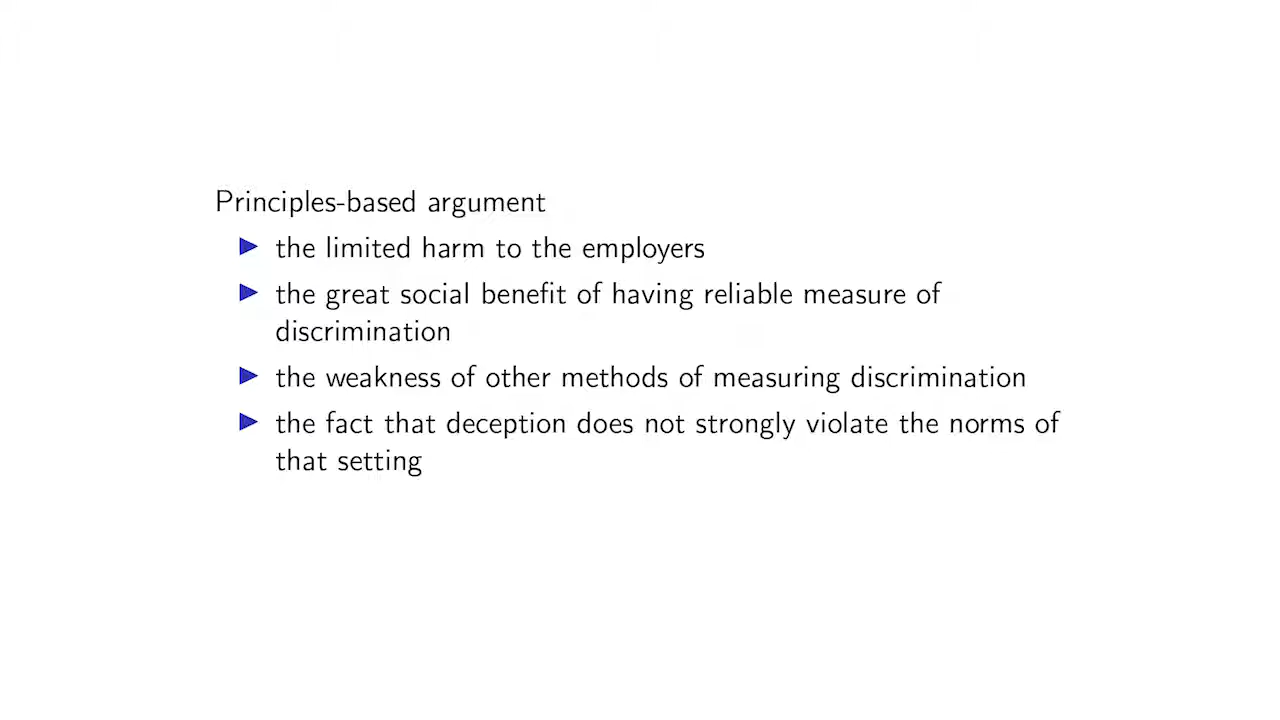 Principles-based argument
▶ the limited harm to the employers
▶ the great social benefit of having reliable measure of
discrimination
▶ the weakness of other methods of measuring discrimination
▶ the fact that deception does not strongly violate the norms of
that setting